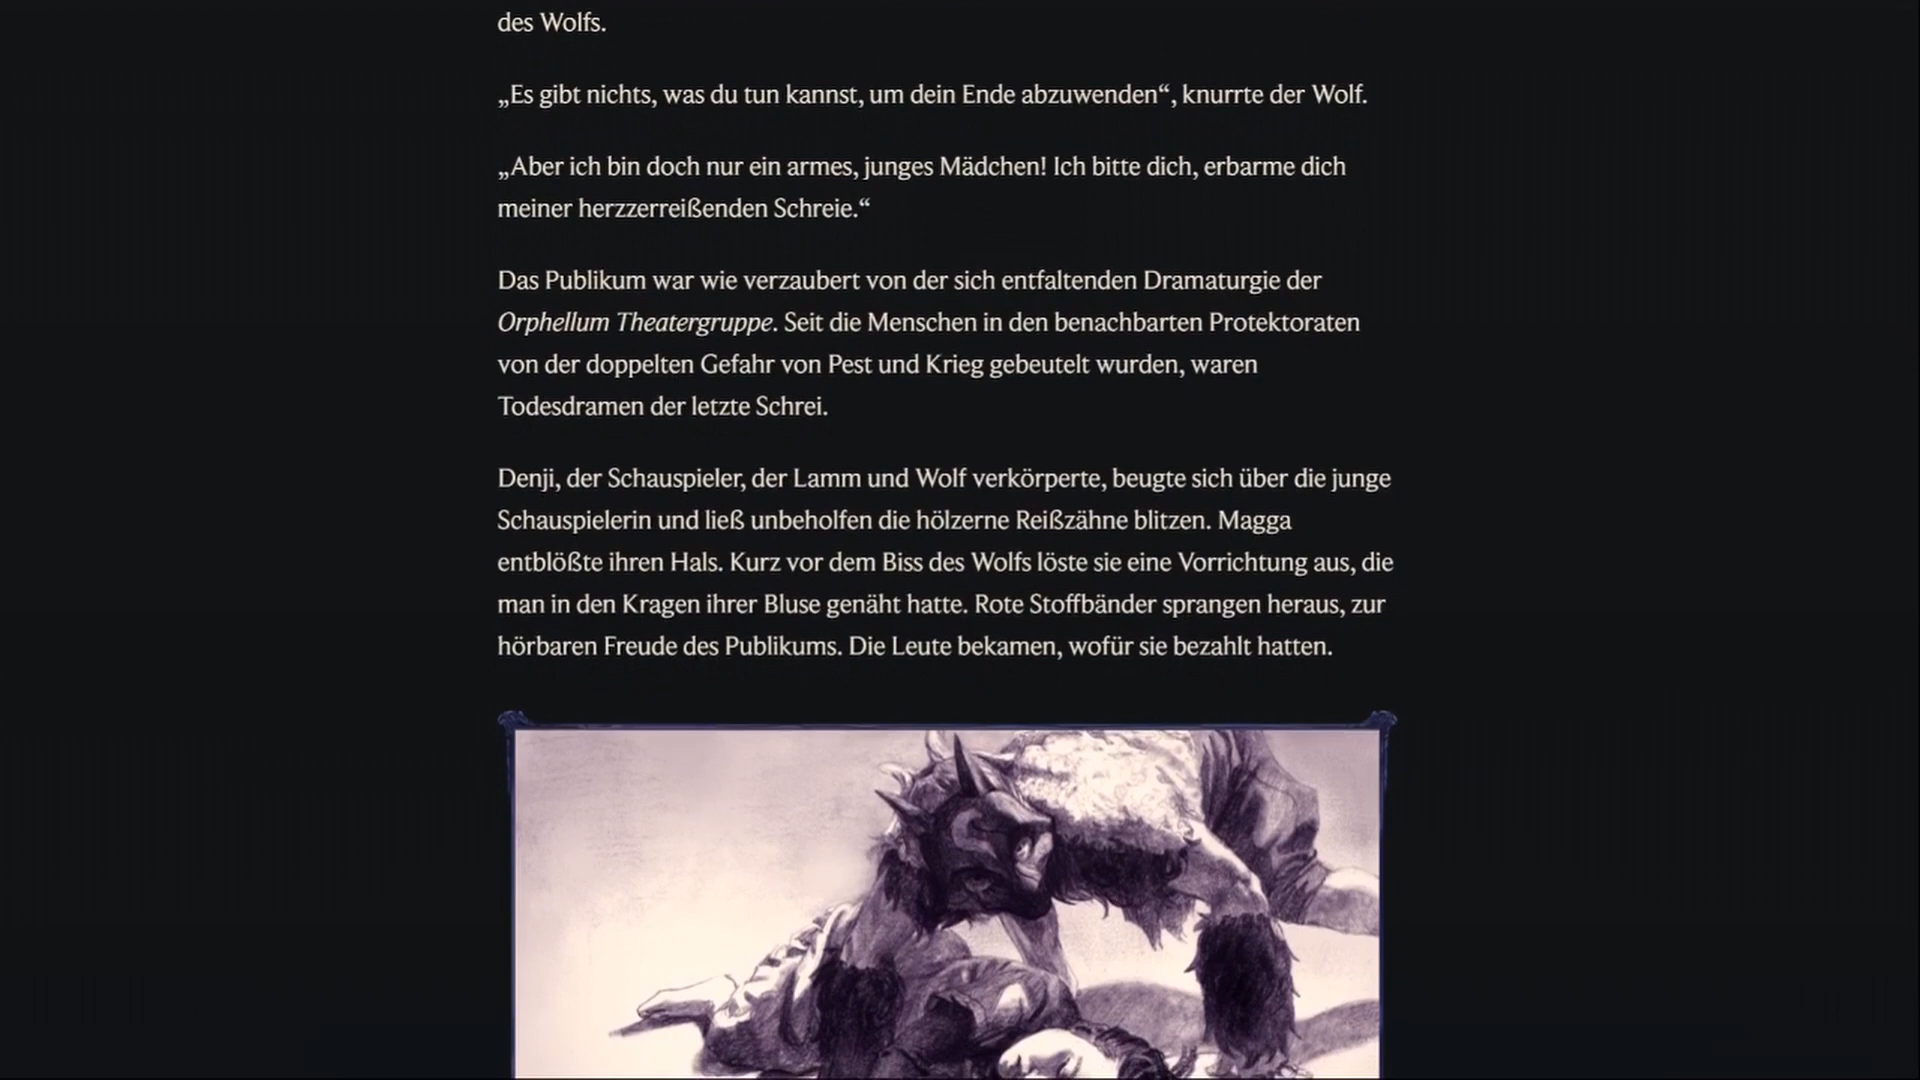 des Wolfs.
„Es gibt nichts, was du tun kannst, um dein Ende abzuwenden“, knurrte der Wolf.
„Aber ich bin doch nur ein armes, junges Mädchen! Ich bitte dich, erbarme dich
meiner herzzerreißenden Schreie.“
Das Publikum war wie verzaubert von der sich entfaltenden Dramaturgie der
Orphellum Theatergruppe. Seit die Menschen in den benachbarten Protektoraten
von der doppelten Gefahr von Pest und Krieg gebeutelt wurden, waren
Todesdramen der letzte Schrei.
Denji, der Schauspieler, der Lamm und Wolf verkörperte, beugte sich über die junge
Schauspielerin und ließ unbeholfen die hölzerne Reißzähne blitzen. Magga
entblößte ihren Hals. Kurz vor dem Biss des Wolfs löste sie eine Vorrichtung aus, die
man in den Kragen ihrer Bluse genäht hatte. Rote Stoffbänder sprangen heraus, zur
hörbaren Freude des Publikums. Die Leute bekamen, wofür sie bezahlt hatten.